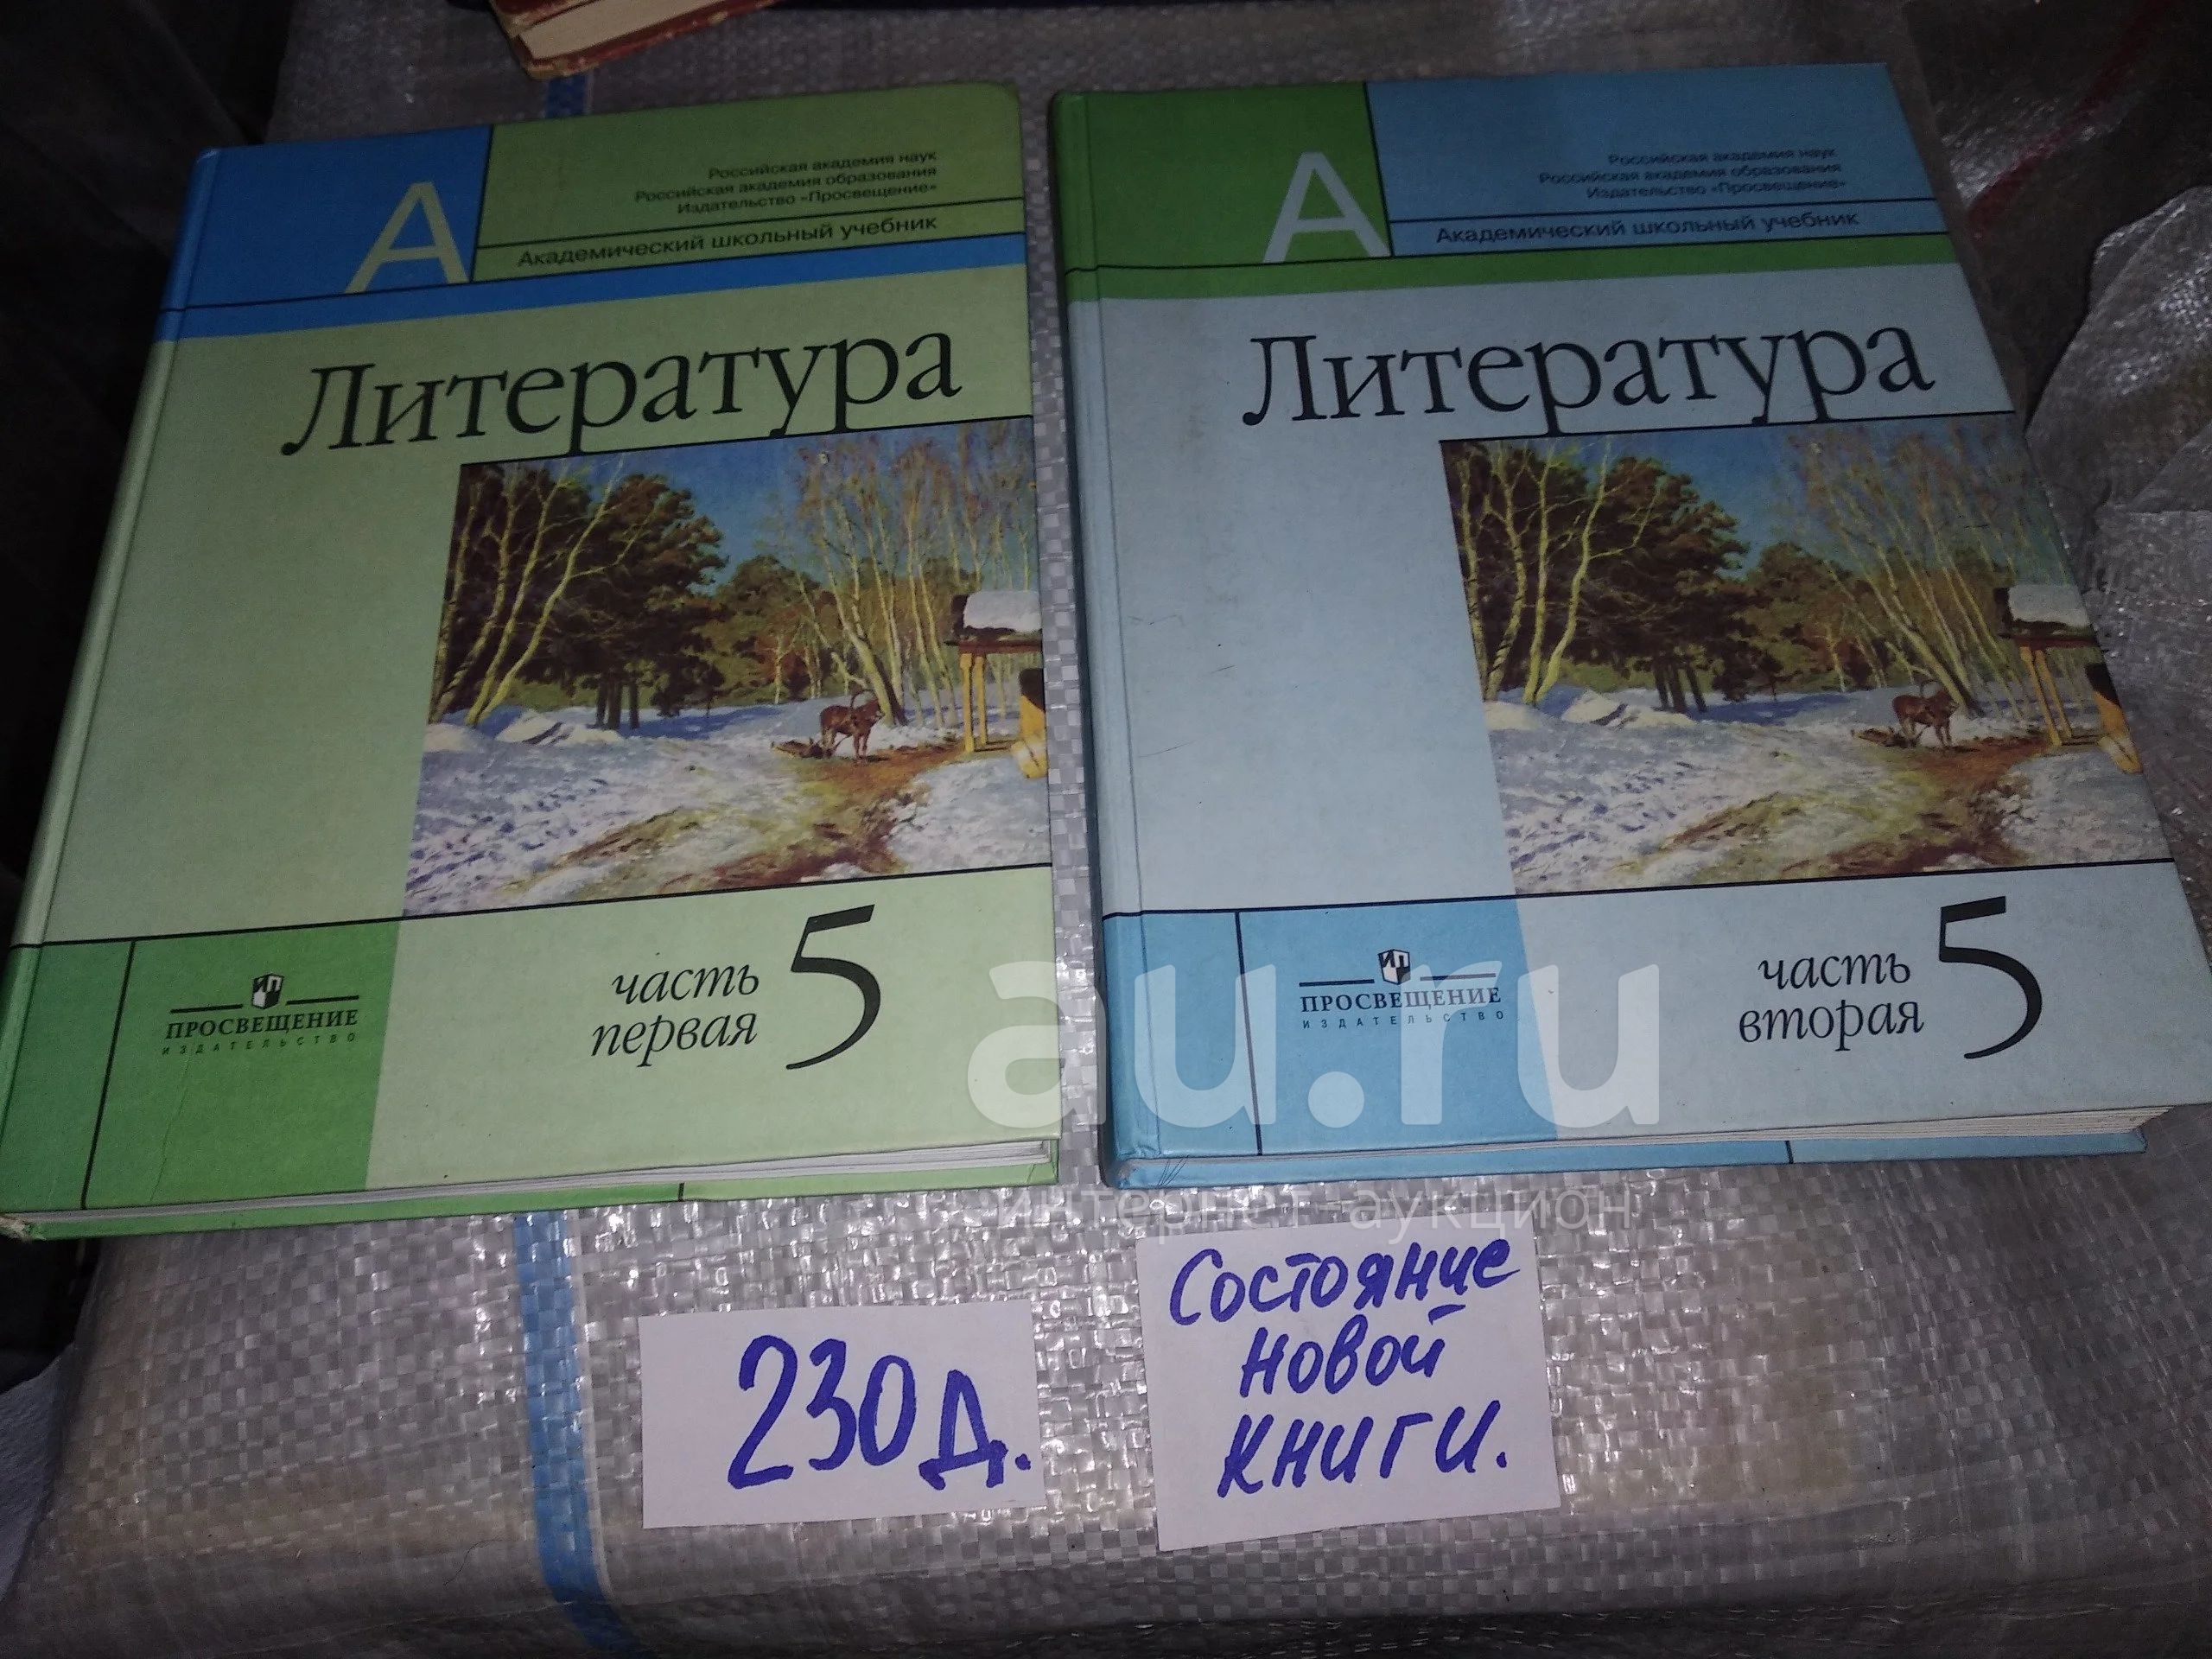 А
Российская академия наук
Российская академия образования
Издательство «Просвещение»
Академический школьный учебник
Литература
ПРОСВЕЩЕНИЕ
ИЗДАТЕЛЬСТВО
часть
первая
5
А
Российская академия наук
Российская академия образования
Издательство «Просвещение»
Академический школьный учебник
Литература
ПРОСВЕЩЕНИЕ
ИЗДАТЕЛЬСТВО
часть
вторая
5
au.ru
интернет-аукцион
230Д.
Состояние
новой
книги.